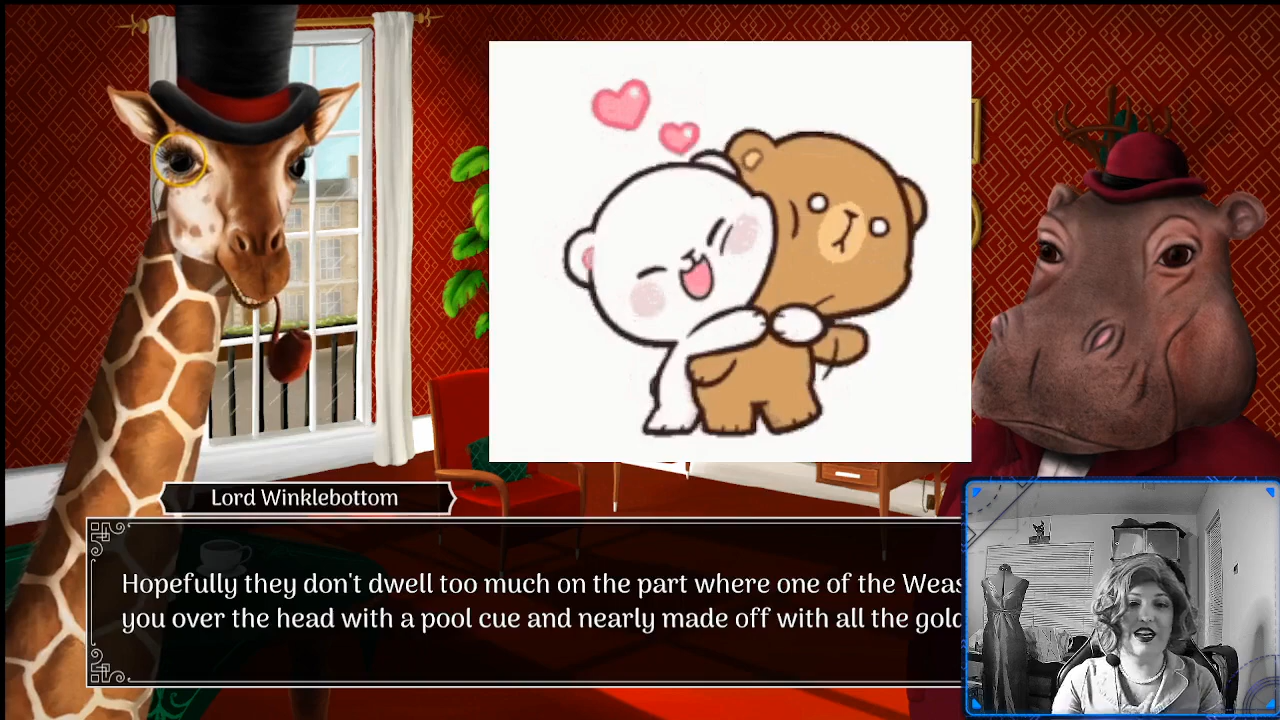 Lord Winklebottom
Hopefully they don't dwell too much on the part where one of the
you over the head with a pool cue and nearly made off with all the gold